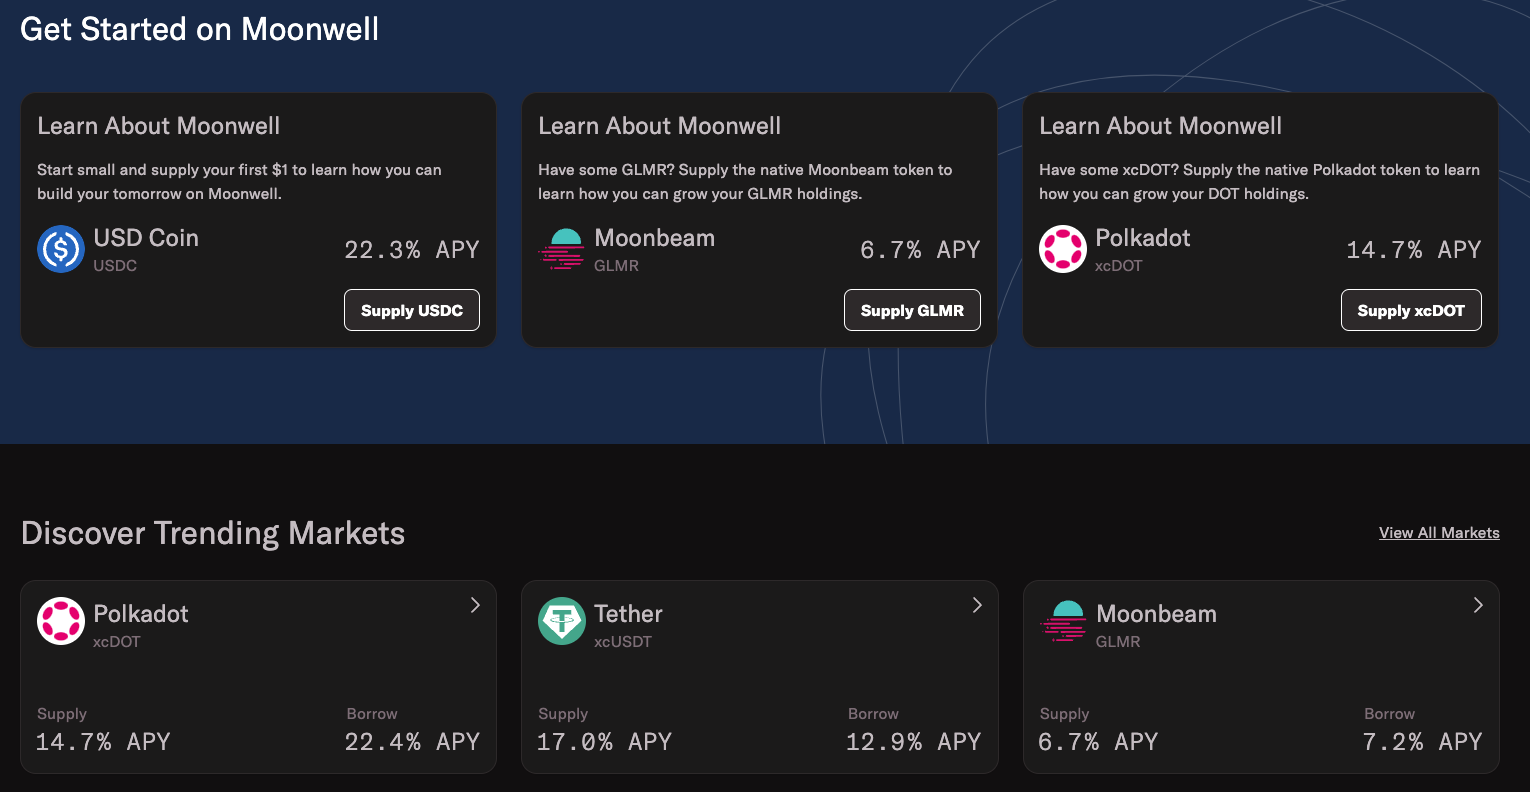 Get Started on Moonwell
Learn About Moonwell
Start small and supply your first $1 to learn how you can
build your tomorrow on Moonwell.
USD Coin
USDC
22.3% APY
Supply USDC
Learn About Moonwell
Have some GLMR? Supply the native Moonbeam token to
learn how you can grow your GLMR holdings.
Moonbeam
GLMR
6.7% APY
Supply GLMR
Learn About Moonwell
Have some xcDOT? Supply the native Polkadot token to learn
how you can grow your DOT holdings.
Polkadot
xcDOT
14.7% APY
Supply xcDOT
Discover Trending Markets
View All Markets
Polkadot
xcDOT
Supply
14.7% APY
Borrow
22.4% APY
Tether
xcUSDT
Supply
17.0% APY
Borrow
12.9% APY
Moonbeam
GLMR
Supply
6.7% APY
Borrow
7.2% APY